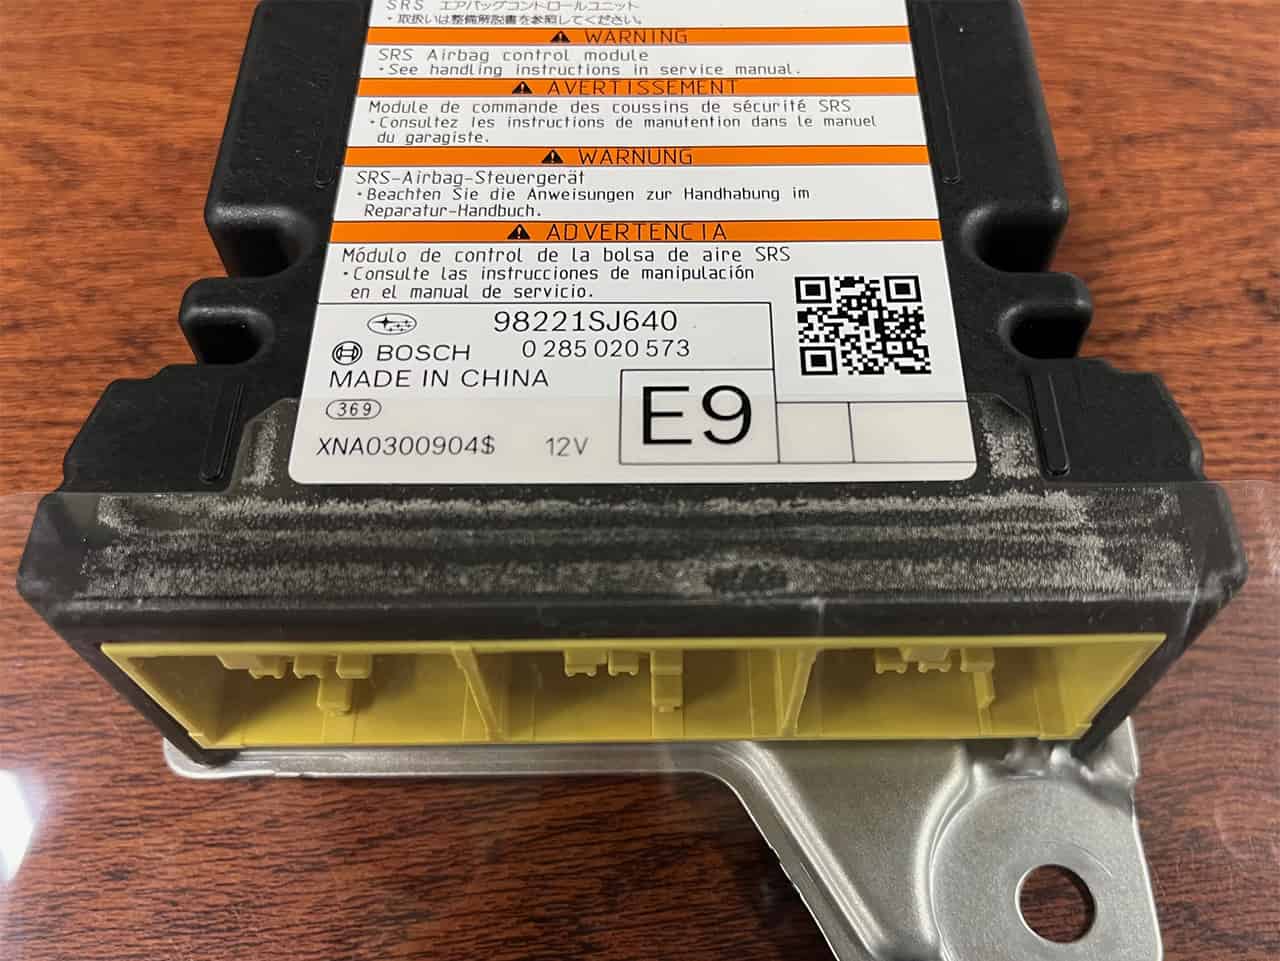 SRS エアバッグコントロールユニット
・取扱いは整備解説書を参照してください。
⚠ WARNING
SRS Airbag control module
・See handling instructions in service manual.
⚠ AVERTISSEMENT
Module de commande des coussins de sécurité SRS
・Consultez les instructions de manutention dans le manuel
du garagiste.
⚠ WARNUNG
SRS-Airbag-Steuergerät
・Beachten Sie die Anweisungen zur Handhabung im
Reparatur-Handbuch.
⚠ ADVERTENCIA
Módulo de control de la bolsa de aire SRS
・Consulte las instrucciones de manipulación
en el manual de servicio.
98221SJ640
BOSCH 0 285 020 573
MADE IN CHINA
369
E9
XNA0300904$ 12V